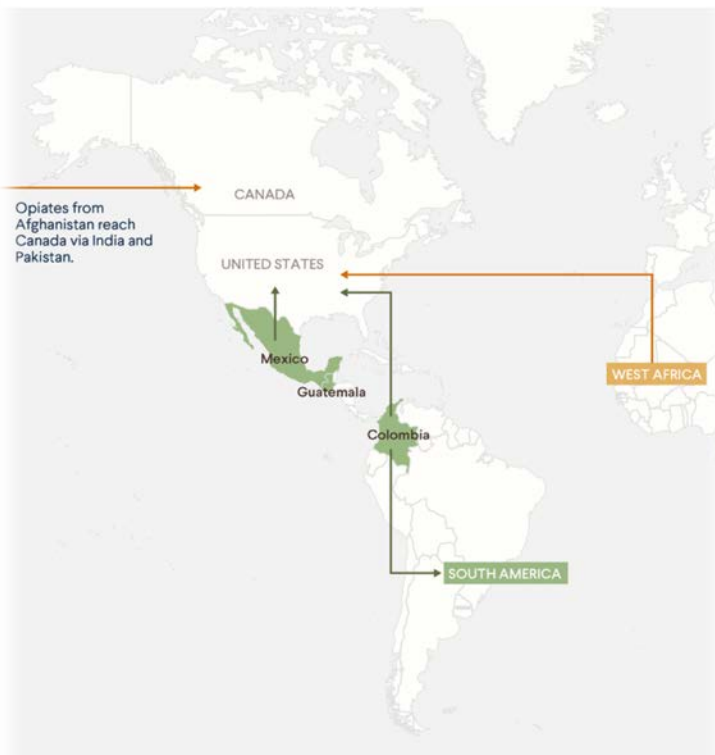 CANADA
Opiates from
Afghanistan reach
Canada via India and
Pakistan.
UNITED STATES
Mexico
WEST AFRICA
Guatemala
Colombia
SOUTH AMERICA